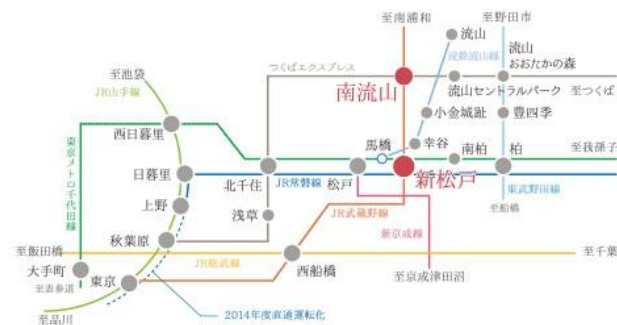 至南浦和
至野田市
流山
流鉄流山線
流山
おおたかの森
至池袋
JR山手線
つくばエクスプレス
南流山
流山セントラルパーク
至つくば
西日暮里
小金城趾
豊四季
東京メトロ千代田線
馬橋
幸谷
南柏
柏
至我孫子
日暮里
北千住
JR常磐線
松戸
新松戸
東武野田線
上野
浅草
JR武蔵野線
新京成線
至船橋
秋葉原
至飯田橋
JR総武線
至千葉
大手町
西船橋
至京成津田沼
至表参道
東京
2014年度直通運転化
至品川